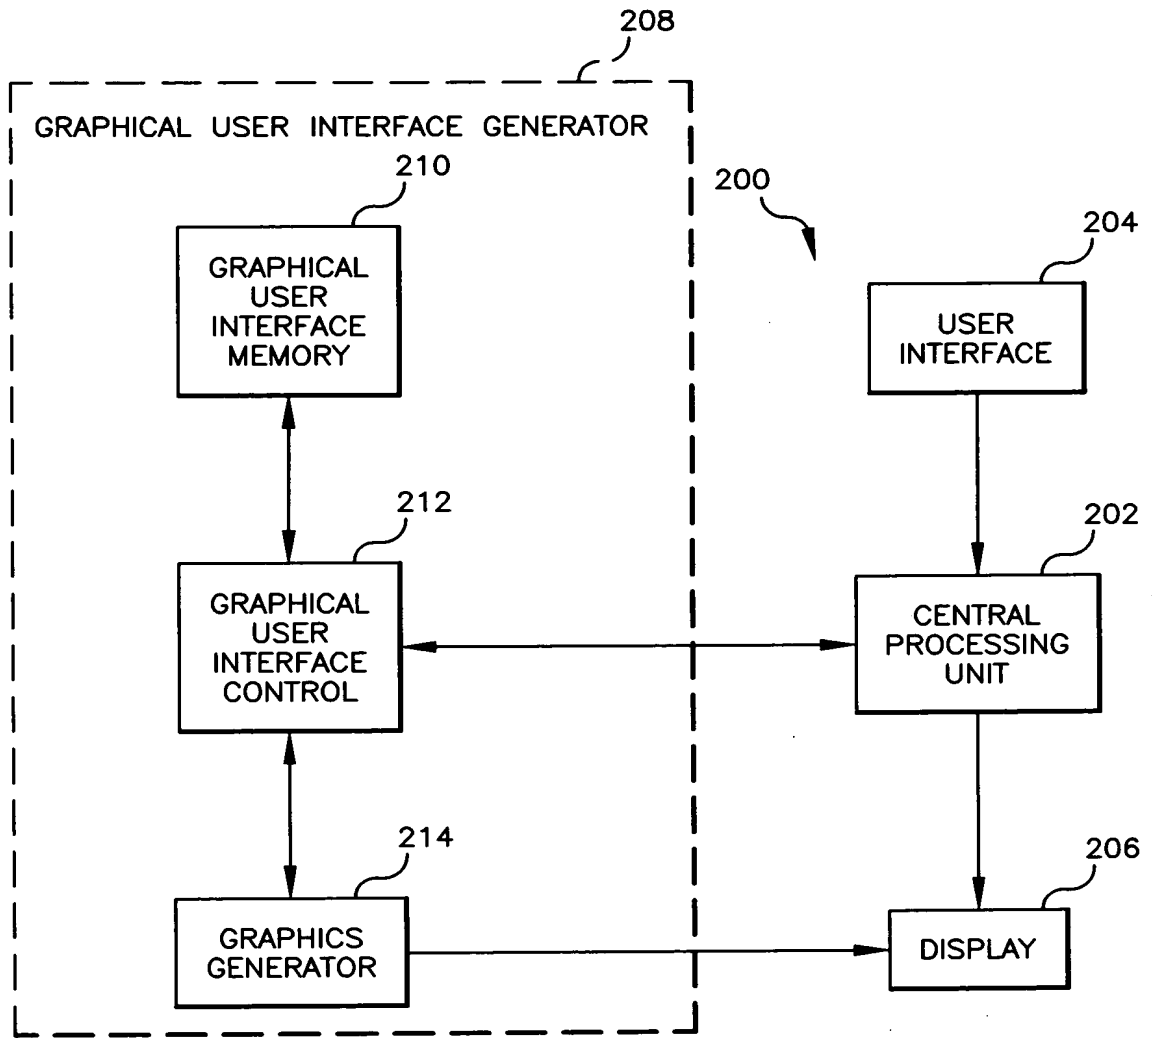 208
GRAPHICAL USER INTERFACE GENERATOR
210
GRAPHICAL
USER
INTERFACE
MEMORY
200
204
USER
INTERFACE
212
GRAPHICAL
USER
INTERFACE
CONTROL
202
CENTRAL
PROCESSING
UNIT
214
GRAPHICS
GENERATOR
206
DISPLAY